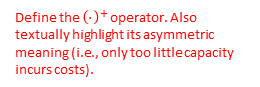 Define the (·)⁺ operator. Also
textually highlight its asymmetric
meaning (i.e., only too little capacity
incurs costs).